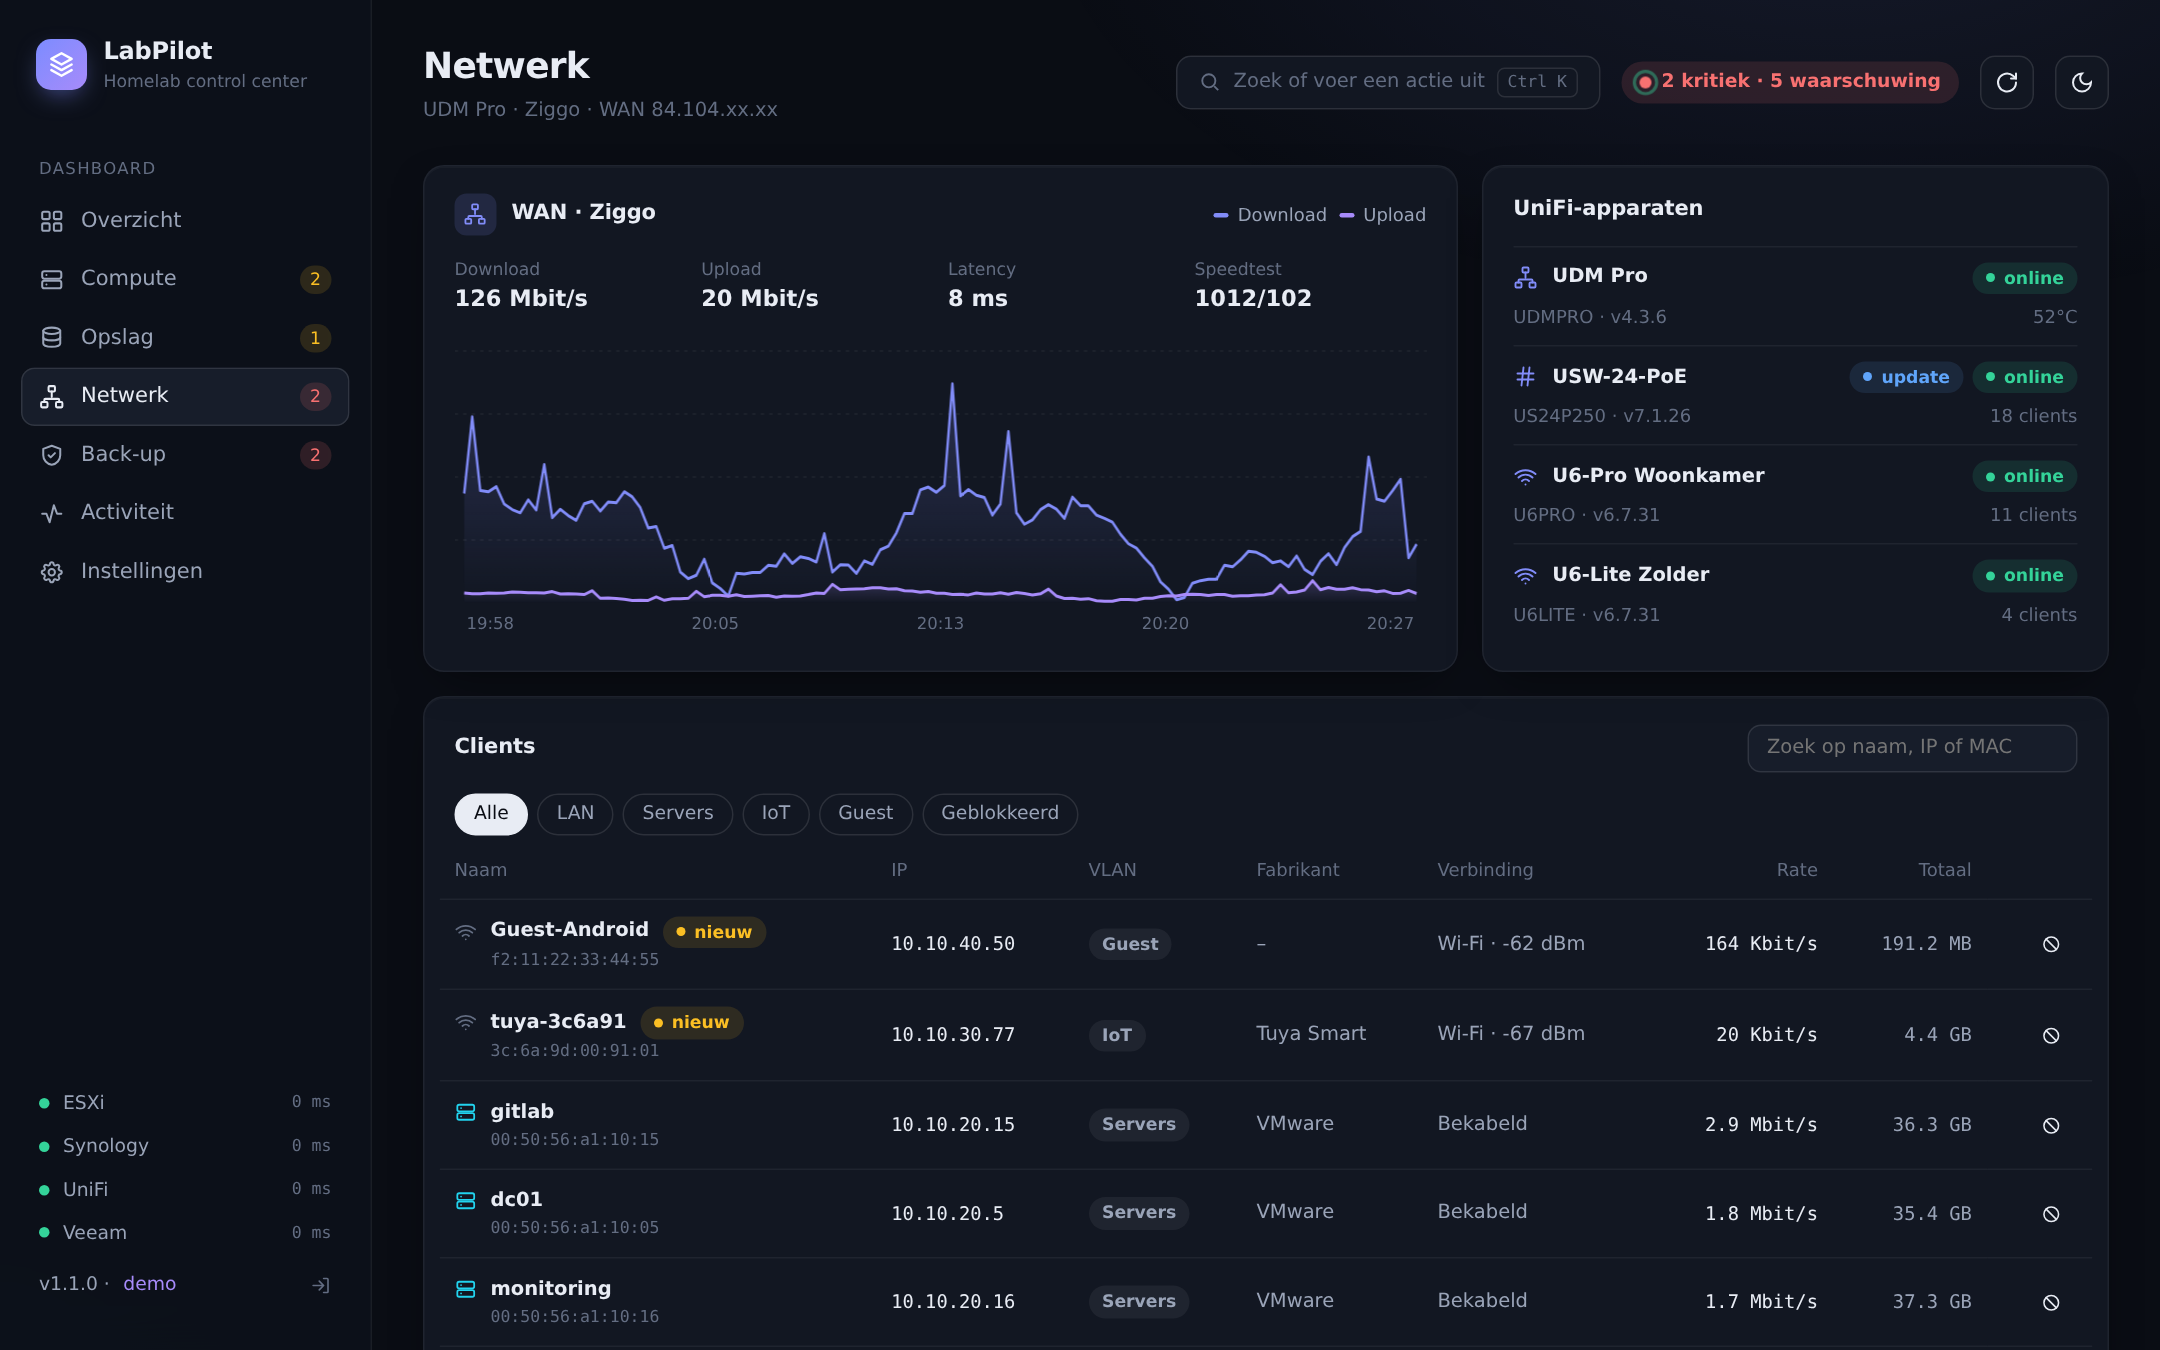 LabPilot
Homelab control center
DASHBOARD
Overzicht
Compute 2
Opslag 1
Netwerk 2
Back-up 2
Activiteit
Instellingen
ESXi 0 ms
Synology 0 ms
UniFi 0 ms
Veeam 0 ms
v1.1.0 · demo
Netwerk
UDM Pro · Ziggo · WAN 84.104.xx.xx
Zoek of voer een actie uit Ctrl K
2 kritiek · 5 waarschuwing
WAN · Ziggo
Download Upload
Download Upload Latency Speedtest
126 Mbit/s 20 Mbit/s 8 ms 1012/102
19:58 20:05 20:13 20:20 20:27
UniFi-apparaten
UDM Pro online
UDMPRO · v4.3.6 52°C
USW-24-PoE update online
US24P250 · v7.1.26 18 clients
U6-Pro Woonkamer online
U6PRO · v6.7.31 11 clients
U6-Lite Zolder online
U6LITE · v6.7.31 4 clients
Clients
Zoek op naam, IP of MAC
Alle LAN Servers IoT Guest Geblokkeerd
Naam IP VLAN Fabrikant Verbinding Rate Totaal
Guest-Android nieuw
f2:11:22:33:44:55
10.10.40.50 Guest – Wi-Fi · -62 dBm 164 Kbit/s 191.2 MB
tuya-3c6a91 nieuw
3c:6a:9d:00:91:01
10.10.30.77 IoT Tuya Smart Wi-Fi · -67 dBm 20 Kbit/s 4.4 GB
gitlab
00:50:56:a1:10:15
10.10.20.15 Servers VMware Bekabeld 2.9 Mbit/s 36.3 GB
dc01
00:50:56:a1:10:05
10.10.20.5 Servers VMware Bekabeld 1.8 Mbit/s 35.4 GB
monitoring
00:50:56:a1:10:16
10.10.20.16 Servers VMware Bekabeld 1.7 Mbit/s 37.3 GB